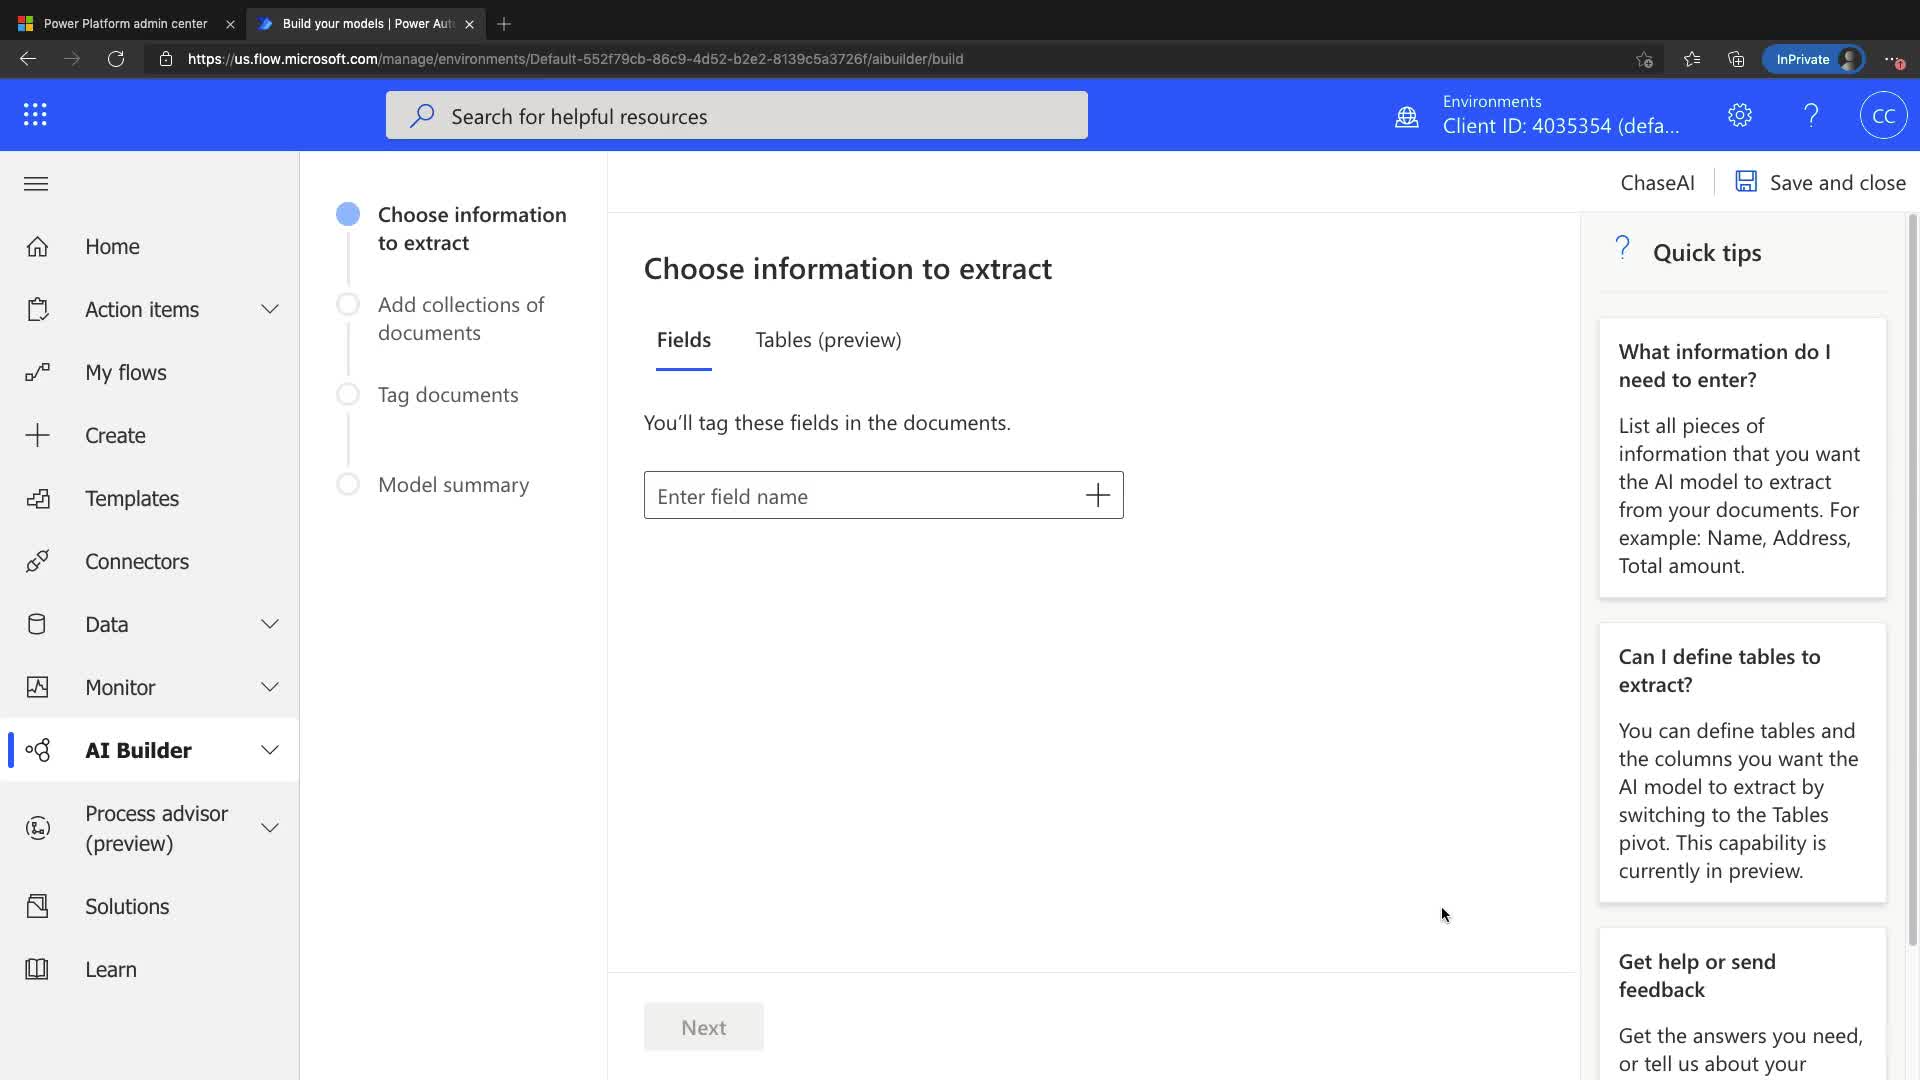 Power Platform admin center
Build your models | Power Aut
https://us.flow.microsoft.com/manage/environments/Default-552f79cb-86c9-4d52-b2e2-8139c5a3726f/aibuilder/build
InPrivate
Search for helpful resources
Environments
Client ID: 4035354 (defa...
CC
ChaseAI
Save and close
Home
Action items
My flows
Create
Templates
Connectors
Data
Monitor
AI Builder
Process advisor
(preview)
Solutions
Learn
Choose information
to extract
Add collections of
documents
Tag documents
Model summary
Choose information to extract
Fields
Tables (preview)
You’ll tag these fields in the documents.
Enter field name
Next
Quick tips
What information do I
need to enter?
List all pieces of
information that you want
the AI model to extract
from your documents. For
example: Name, Address,
Total amount.
Can I define tables to
extract?
You can define tables and
the columns you want the
AI model to extract by
switching to the Tables
pivot. This capability is
currently in preview.
Get help or send
feedback
Get the answers you need,
or tell us about your